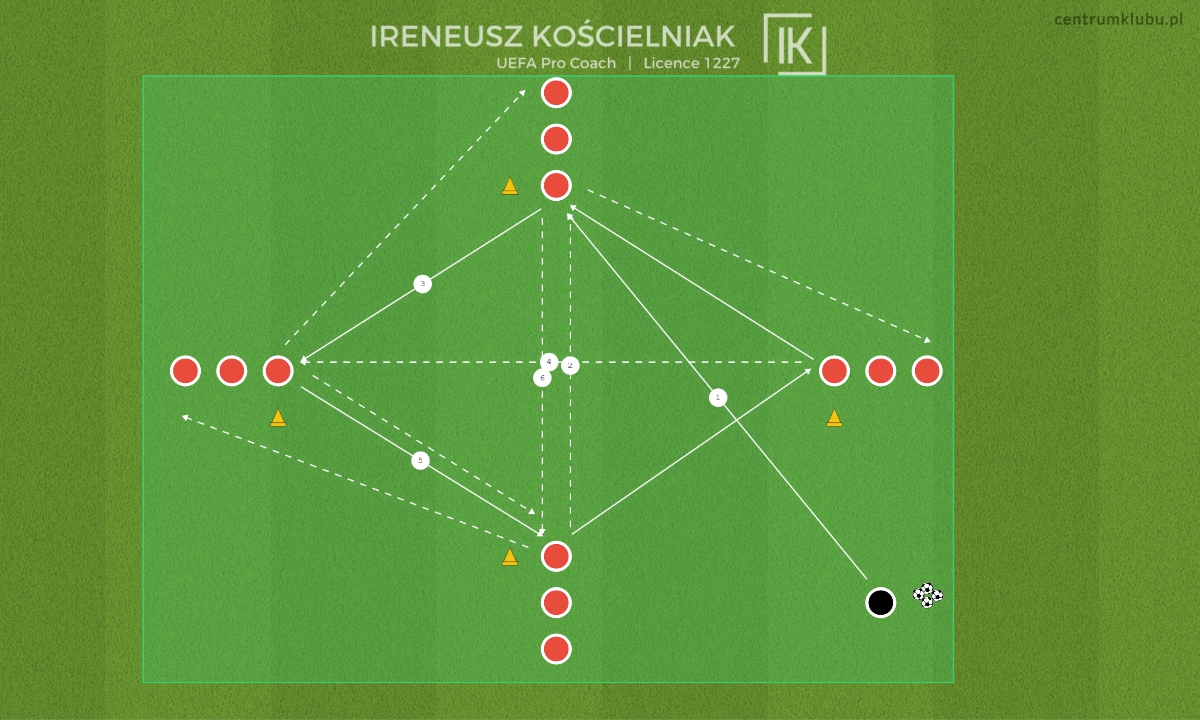 centrumklubu.pl
IRENEUSZ KOŚCIELNIAK
IK
UEFA Pro Coach | Licence 1227
3
4
2
6
1
5